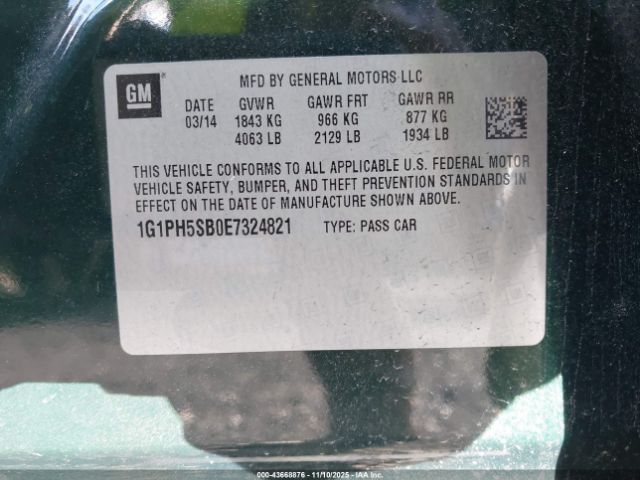 GM ®
MFD BY GENERAL MOTORS LLC
DATE GVWR GAWR FRT GAWR RR
03/14 1843 KG 966 KG 877 KG
4063 LB 2129 LB 1934 LB
THIS VEHICLE CONFORMS TO ALL APPLICABLE U.S. FEDERAL MOTOR
VEHICLE SAFETY, BUMPER, AND THEFT PREVENTION STANDARDS IN
EFFECT ON THE DATE OF MANUFACTURE SHOWN ABOVE.
1G1PH5SB0E7324821 TYPE: PASS CAR
000-43668876 - 11/10/2025 - IAAI/DMCA